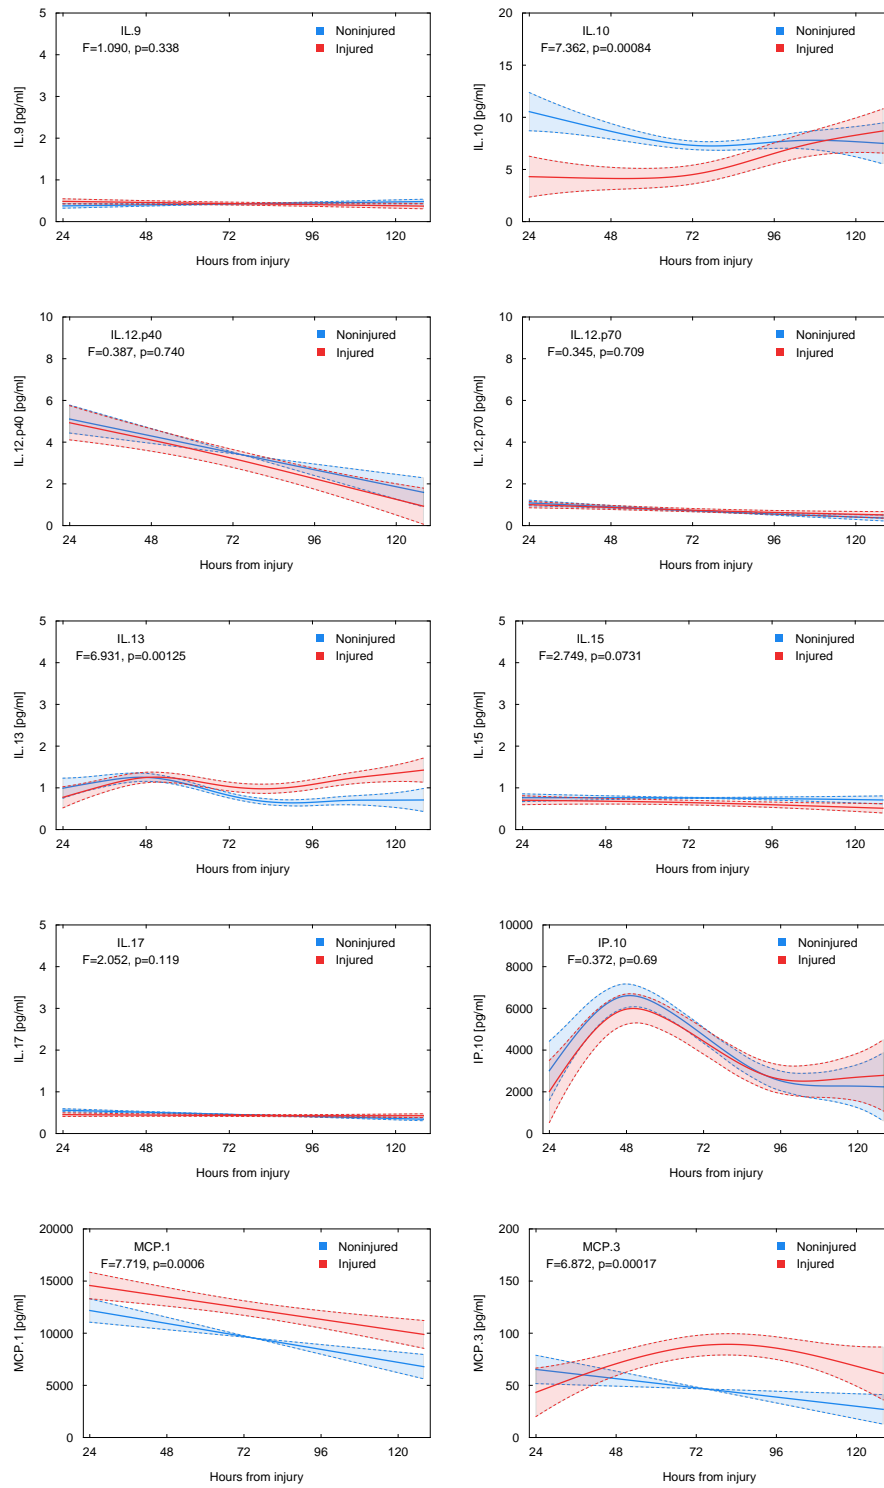 IL.9
F=1.090, p=0.338
Noninjured
Injured
5
4
3
2
1
0
IL.9 [pg/ml]
24 48 72 96 120
Hours from injury
IL.10
F=7.362, p=0.00084
Noninjured
Injured
20
15
10
5
0
IL.10 [pg/ml]
24 48 72 96 120
Hours from injury
IL.12.p40
F=0.387, p=0.740
Noninjured
Injured
10
8
6
4
2
0
IL.12.p40 [pg/ml]
24 48 72 96 120
Hours from injury
IL.12.p70
F=0.345, p=0.709
Noninjured
Injured
10
8
6
4
2
0
IL.12.p70 [pg/ml]
24 48 72 96 120
Hours from injury
IL.13
F=6.931, p=0.00125
Noninjured
Injured
5
4
3
2
1
0
IL.13 [pg/ml]
24 48 72 96 120
Hours from injury
IL.15
F=2.749, p=0.0731
Noninjured
Injured
5
4
3
2
1
0
IL.15 [pg/ml]
24 48 72 96 120
Hours from injury
IL.17
F=2.052, p=0.119
Noninjured
Injured
5
4
3
2
1
0
IL.17 [pg/ml]
24 48 72 96 120
Hours from injury
IP.10
F=0.372, p=0.69
Noninjured
Injured
10000
8000
6000
4000
2000
0
IP.10 [pg/ml]
24 48 72 96 120
Hours from injury
MCP.1
F=7.719, p=0.0006
Noninjured
Injured
20000
15000
10000
5000
0
MCP.1 [pg/ml]
24 48 72 96 120
Hours from injury
MCP.3
F=6.872, p=0.00017
Noninjured
Injured
200
150
100
50
0
MCP.3 [pg/ml]
24 48 72 96 120
Hours from injury